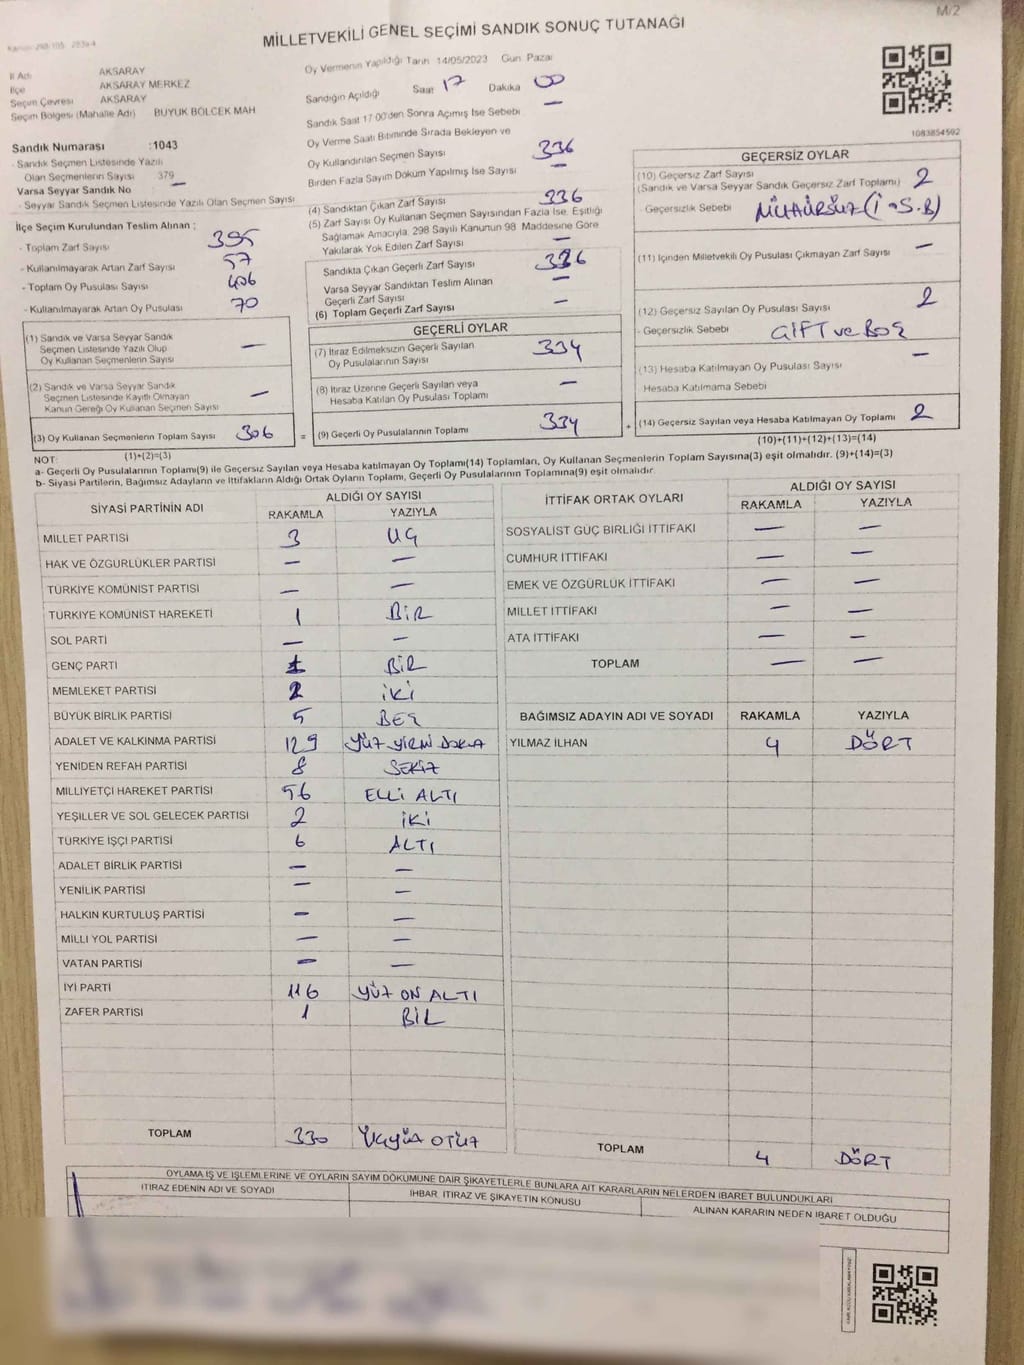 M/2
MİLLETVEKİLİ GENEL SEÇİMİ SANDIK SONUÇ TUTANAĞI
İl Adı AKSARAY
İlçe AKSARAY MERKEZ
Seçim Çevresi AKSARAY
Seçim Bölgesi (Mahalle Adı) BÜYÜK BÖLCEK MAH
Sandık Numarası :1043
- Sandık Seçmen Listesinde Yazılı
Olan Seçmenlerin Sayısı 379
Varsa Seyyar Sandık No —
- Seyyar Sandık Seçmen Listesinde Yazılı Olan Seçmen Sayısı
İlçe Seçim Kurulundan Teslim Alınan :
- Toplam Zarf Sayısı 395
- Kullanılmayarak Artan Zarf Sayısı 57
- Toplam Oy Pusulası Sayısı 406
- Kullanılmayarak Artan Oy Pusulası 70
(1) Sandık ve Varsa Seyyar Sandık
Seçmen Listesinde Yazılı Olup
Oy Kullanan Seçmenlerin Sayısı —
(2) Sandık ve Varsa Seyyar Sandık
Seçmen Listesinde Kayıtlı Olmayan
Kanun Gereği Oy Kullanan Seçmen Sayısı —
(3) Oy Kullanan Seçmenlerin Toplam Sayısı 306
(1)+(2)=(3)
Oy Vermenin Yapıldığı Tarih 14/05/2023 Gün Pazar
Sandığın Açıldığı Saat 17 Dakika 00
Sandık Saat 17:00'den Sonra Açımış İse Sebebi —
Oy Verme Saati Bitiminde Sırada Bekleyen ve
Oy Kullandırılan Seçmen Sayısı 336
Birden Fazla Sayım Döküm Yapılmış İse Sayısı —
(4) Sandıktan Çıkan Zarf Sayısı 336
(5) Zarf Sayısı Oy Kullanan Seçmen Sayısından Fazla İse, Eşitliği
Sağlamak Amacıyla, 298 Sayılı Kanunun 98 Maddesine Göre
Yakılarak Yok Edilen Zarf Sayısı —
Sandıkta Çıkan Geçerli Zarf Sayısı 336
Varsa Seyyar Sandıktan Teslim Alınan
Geçerli Zarf Sayısı —
(6) Toplam Geçerli Zarf Sayısı —
GEÇERLİ OYLAR
(7) İtiraz Edilmeksizin Geçerli Sayılan
Oy Pusulalarının Sayısı 334
(8) İtiraz Üzerine Geçerli Sayılan veya
Hesaba Katılan Oy Pusulası Toplamı —
= (9) Geçerli Oy Pusulalarının Toplamı 334 +
1083854592
GEÇERSİZ OYLAR
(10) Geçersiz Zarf Sayısı 2
(Sandık ve Varsa Seyyar Sandık Geçersiz Zarf Toplamı)
Geçersizlik Sebebi MÜHÜRSÜZ (İ.S.B)
(11) İçinden Milletvekili Oy Pusulası Çıkmayan Zarf Sayısı —
(12) Geçersiz Sayılan Oy Pusulası Sayısı 2
- Geçersizlik Sebebi ÇİFT ve BOŞ
(13) Hesaba Katılmayan Oy Pusulası Sayısı —
Hesaba Katılmama Sebebi
(14) Geçersiz Sayılan veya Hesaba Katılmayan Oy Toplamı 2
(10)+(11)+(12)+(13)=(14)
NOT:
a- Geçerli Oy Pusulalarının Toplamı(9) ile Geçersiz Sayılan veya Hesaba katılmayan Oy Toplamı(14) Toplamları, Oy Kullanan Seçmenlerin Toplam Sayısına(3) eşit olmalıdır. (9)+(14)=(3)
b- Siyasi Partilerin, Bağımsız Adayların ve İttifakların Aldığı Ortak Oyların Toplamı, Geçerli Oy Pusulalarının Toplamına(9) eşit olmalıdır.
SİYASİ PARTİNİN ADI ALDIĞI OY SAYISI
RAKAMLA YAZIYLA
MİLLET PARTİSİ 3 ÜÇ
HAK VE ÖZGÜRLÜKLER PARTİSİ — —
TÜRKİYE KOMÜNİST PARTİSİ — —
TÜRKİYE KOMÜNİST HAREKETİ 1 BİR
SOL PARTİ — —
GENÇ PARTİ 1 BİR
MEMLEKET PARTİSİ 2 İKİ
BÜYÜK BİRLİK PARTİSİ 5 BEŞ
ADALET VE KALKINMA PARTİSİ 129 YÜZ YİRMİ DOKUZ
YENİDEN REFAH PARTİSİ 8 SEKİZ
MİLLİYETÇİ HAREKET PARTİSİ 56 ELLİ ALTI
YEŞİLLER VE SOL GELECEK PARTİSİ 2 İKİ
TÜRKİYE İŞÇİ PARTİSİ 6 ALTI
ADALET BİRLİK PARTİSİ — —
YENİLİK PARTİSİ — —
HALKIN KURTULUŞ PARTİSİ — —
MİLLİ YOL PARTİSİ — —
VATAN PARTİSİ — —
İYİ PARTİ 116 YÜZ ON ALTI
ZAFER PARTİSİ 1 BİR
TOPLAM 330 ÜÇYÜZ OTUZ
İTTİFAK ORTAK OYLARI ALDIĞI OY SAYISI
RAKAMLA YAZIYLA
SOSYALİST GÜÇ BİRLİĞİ İTTİFAKI — —
CUMHUR İTTİFAKI — —
EMEK VE ÖZGÜRLÜK İTTİFAKI — —
MİLLET İTTİFAKI — —
ATA İTTİFAKI — —
TOPLAM — —
BAĞIMSIZ ADAYIN ADI VE SOYADI RAKAMLA YAZIYLA
YILMAZ İLHAN 4 DÖRT
TOPLAM 4 DÖRT
OYLAMA İŞ VE İŞLEMLERİNE VE OYLARIN SAYIM DÖKÜMÜNE DAİR ŞİKAYETLERLE BUNLARA AİT KARARLARIN NELERDEN İBARET BULUNDUKLARI
İTİRAZ EDENİN ADI VE SOYADI İHBAR İTİRAZ VE ŞİKAYETİN KONUSU ALINAN KARARIN NEDEN İBARET OLDUĞU